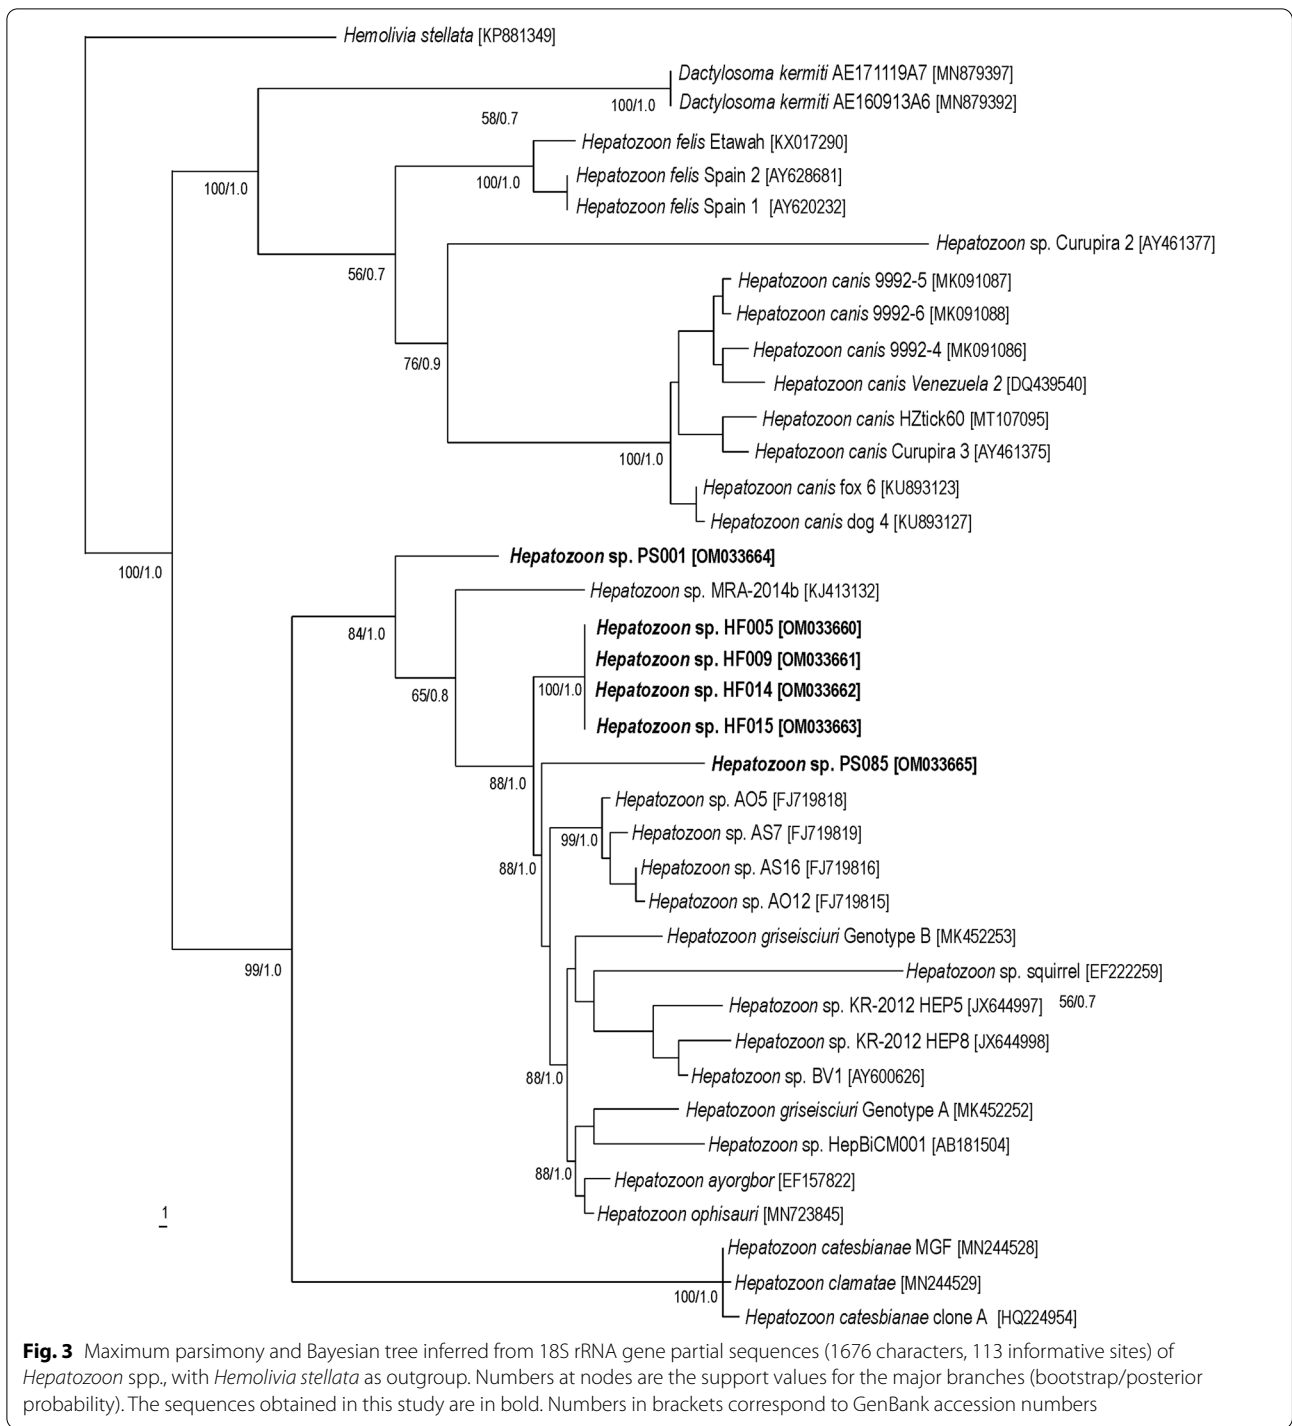 Hemolivia stellata [KP881349]
Dactylosoma kermiti AE171119A7 [MN879397]
Dactylosoma kermiti AE160913A6 [MN879392]
100/1.0
58/0.7
Hepatozoon felis Etawah [KX017290]
Hepatozoon felis Spain 2 [AY628681]
100/1.0
100/1.0
Hepatozoon felis Spain 1 [AY620232]
Hepatozoon sp. Curupira 2 [AY461377]
56/0.7
Hepatozoon canis 9992-5 [MK091087]
Hepatozoon canis 9992-6 [MK091088]
Hepatozoon canis 9992-4 [MK091086]
76/0.9
Hepatozoon canis Venezuela 2 [DQ439540]
Hepatozoon canis HZtick60 [MT107095]
Hepatozoon canis Curupira 3 [AY461375]
100/1.0
Hepatozoon canis fox 6 [KU893123]
Hepatozoon canis dog 4 [KU893127]
Hepatozoon sp. PS001 [OM033664]
100/1.0
Hepatozoon sp. MRA-2014b [KJ413132]
84/1.0
Hepatozoon sp. HF005 [OM033660]
Hepatozoon sp. HF009 [OM033661]
65/0.8
100/1.0
Hepatozoon sp. HF014 [OM033662]
Hepatozoon sp. HF015 [OM033663]
Hepatozoon sp. PS085 [OM033665]
88/1.0
Hepatozoon sp. AO5 [FJ719818]
Hepatozoon sp. AS7 [FJ719819]
99/1.0
88/1.0
Hepatozoon sp. AS16 [FJ719816]
Hepatozoon sp. AO12 [FJ719815]
Hepatozoon griseisciuri Genotype B [MK452253]
99/1.0
Hepatozoon sp. squirrel [EF222259]
Hepatozoon sp. KR-2012 HEP5 [JX644997] 56/0.7
Hepatozoon sp. KR-2012 HEP8 [JX644998]
88/1.0
Hepatozoon sp. BV1 [AY600626]
Hepatozoon griseisciuri Genotype A [MK452252]
Hepatozoon sp. HepBiCM001 [AB181504]
88/1.0
Hepatozoon ayorgbor [EF157822]
Hepatozoon ophisauri [MN723845]
1
Hepatozoon catesbianae MGF [MN244528]
Hepatozoon clamatae [MN244529]
100/1.0
Hepatozoon catesbianae clone A [HQ224954]
Fig. 3 Maximum parsimony and Bayesian tree inferred from 18S rRNA gene partial sequences (1676 characters, 113 informative sites) of
Hepatozoon spp., with Hemolivia stellata as outgroup. Numbers at nodes are the support values for the major branches (bootstrap/posterior
probability). The sequences obtained in this study are in bold. Numbers in brackets correspond to GenBank accession numbers